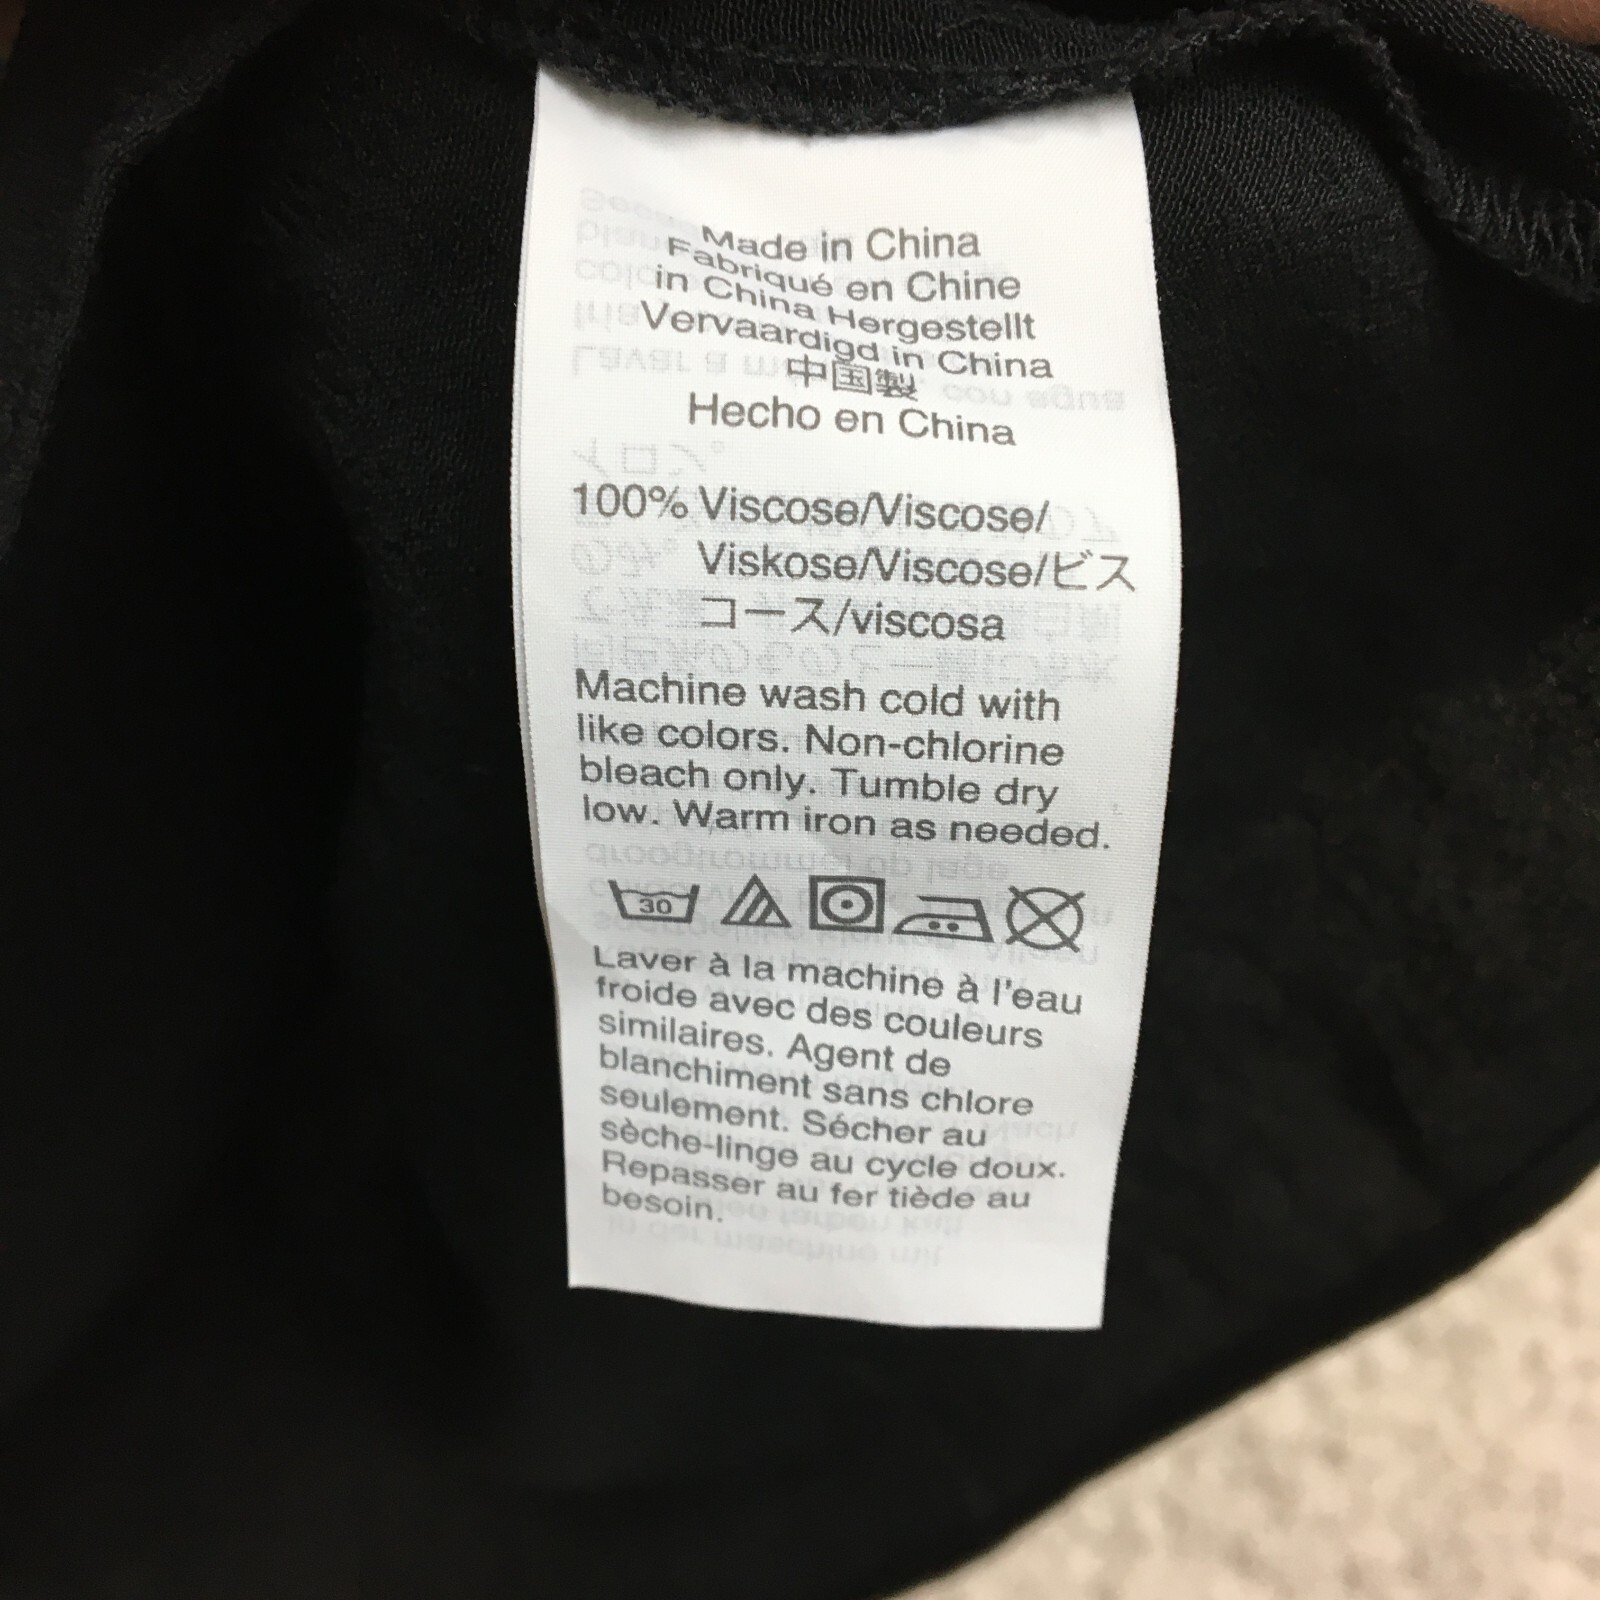 Made in China
Fabriqué en Chine
in China Hergestellt
Vervaardigd in China
中国製
Hecho en China
100% Viscose/Viscose/
Viskose/Viscose/ビス
コース/viscosa
Machine wash cold with
like colors. Non-chlorine
bleach only. Tumble dry
low. Warm iron as needed.
30
Laver à la machine à l'eau
froide avec des couleurs
similaires. Agent de
blanchiment sans chlore
seulement. Sécher au
sèche-linge au cycle doux.
Repasser au fer tiède au
besoin.